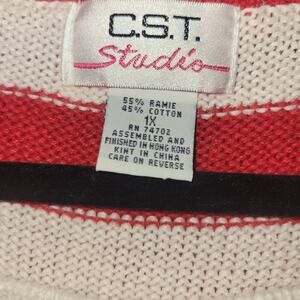 C.S.T.
Studio
55% RAMIE
45% COTTON
1X
RN 74702
ASSEMBLED AND
FINISHED IN HONG KONG
KINT IN CHINA
CARE ON REVERSE